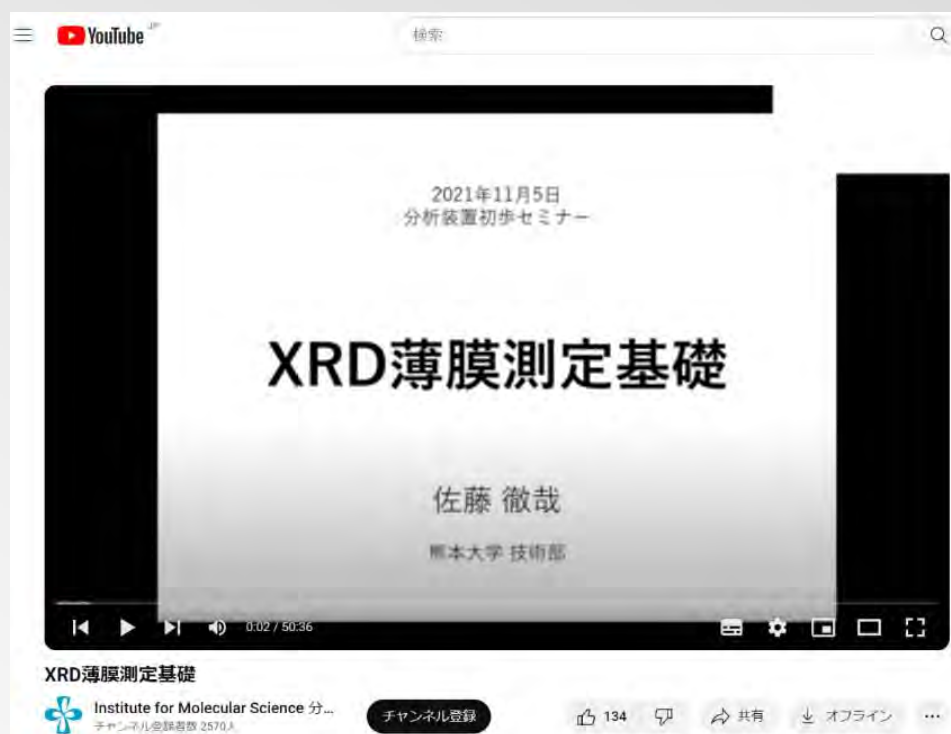 YouTube JP
検索
2021年11月5日
分析装置初歩セミナー
XRD薄膜測定基礎
佐藤 徹哉
熊本大学 技術部
0:02 / 50:36
XRD薄膜測定基礎
Institute for Molecular Science 分...
チャンネル登録者数 2570人
チャンネル登録
134
共有
オフライン